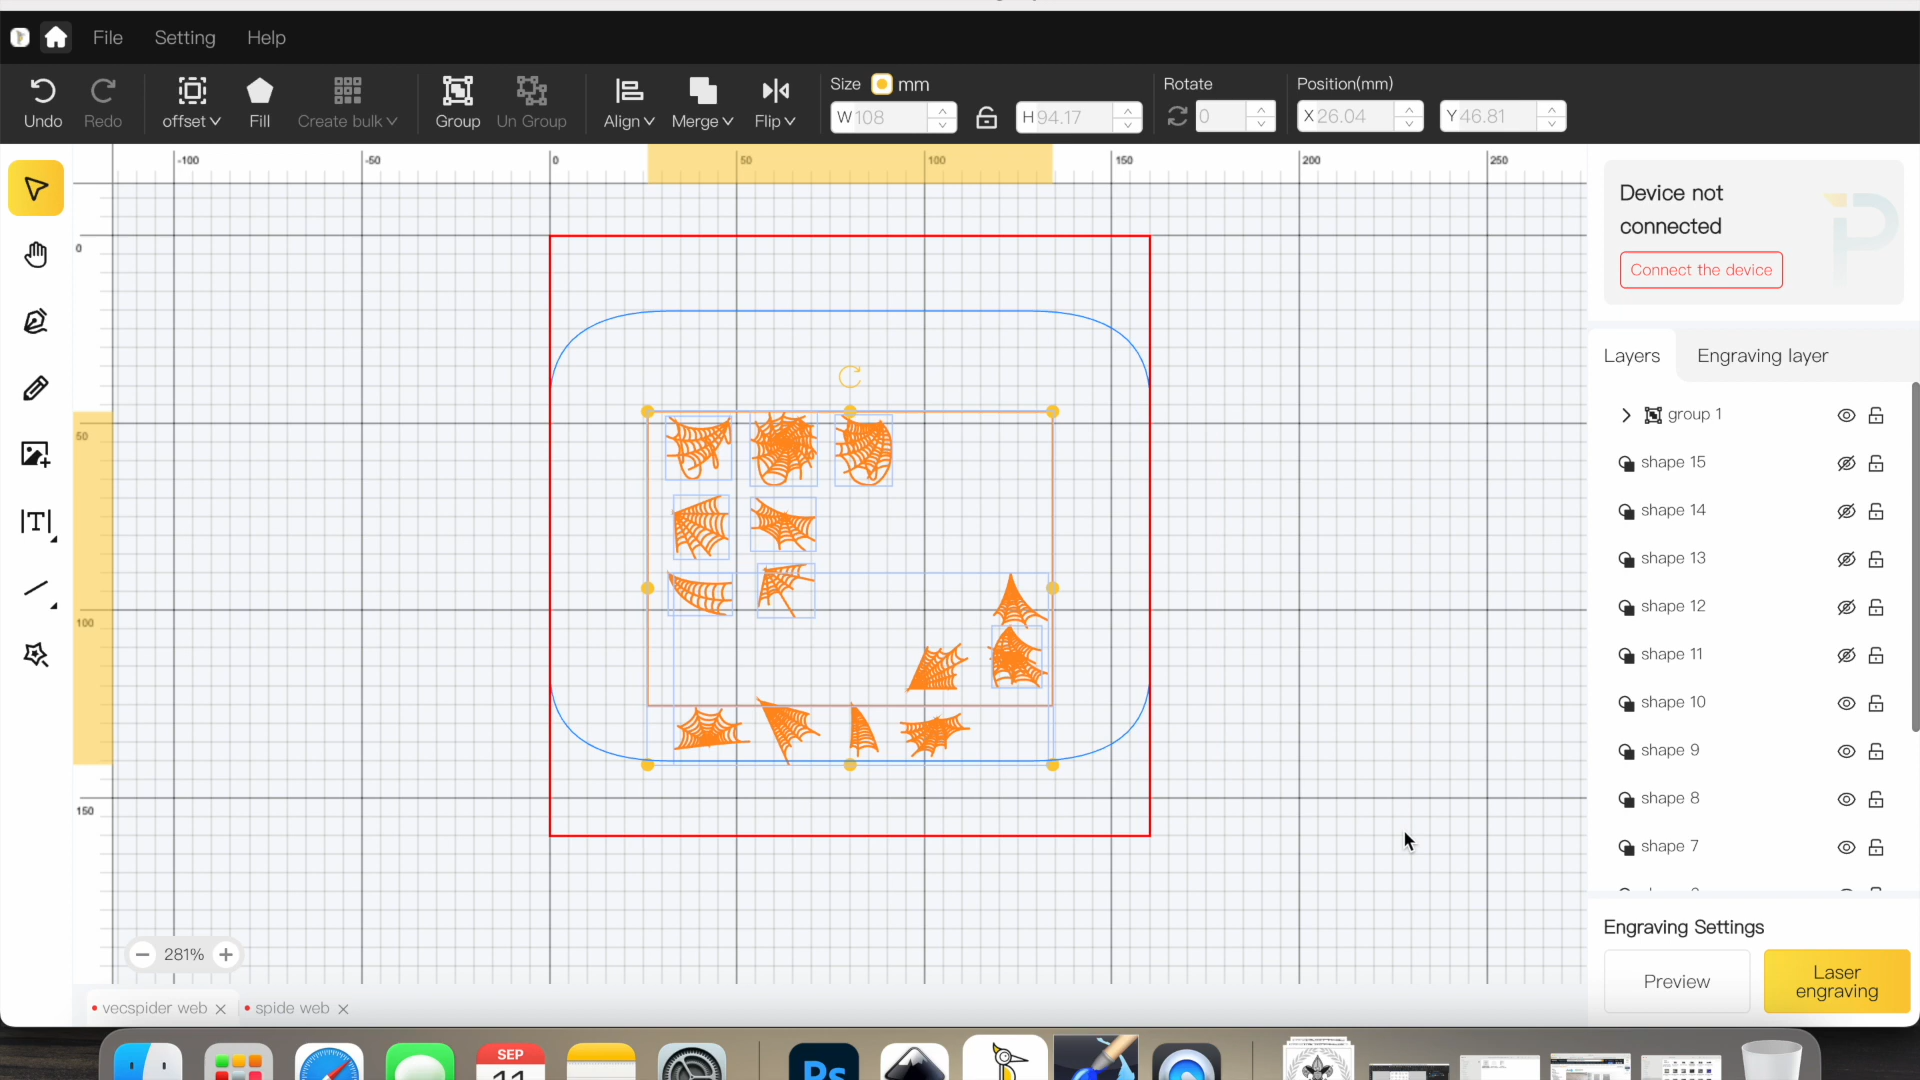 File Setting Help
Size mm Rotate Position(mm)
W 108 H 94.17 0 X 26.04 Y 46.81
Undo Redo offset Fill Create bulk Group Un Group Align Merge Flip
-100 -50 0 50 100 150 200 250
0
50
100
150
Device not
connected
Connect the device
Layers Engraving layer
group 1
shape 15
shape 14
shape 13
shape 12
shape 11
shape 10
shape 9
shape 8
shape 7
281%
Engraving Settings
Preview
Laser
engraving
vecspider web spide web
SEP
11
Ps